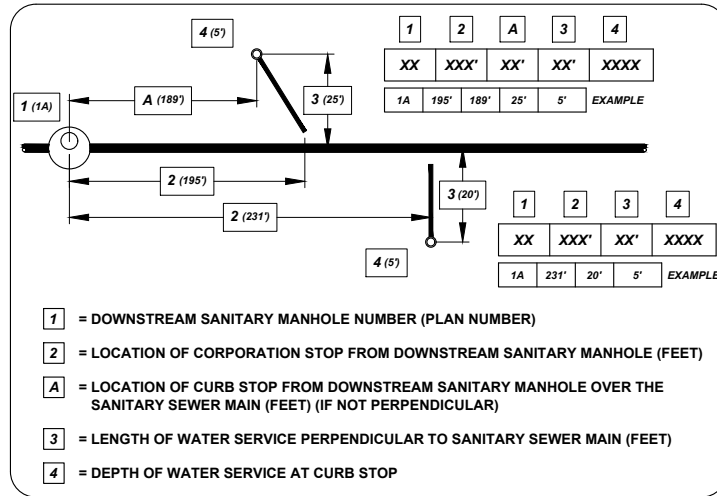 4 (5')
1 2 A 3 4
XX XXX' XX' XX' XXXX
1A 195' 189' 25' 5' EXAMPLE
1 (1A)
A (189')
3 (25')
2 (195')
2 (231')
3 (20')
4 (5')
1 2 3 4
XX XXX' XX' XXXX
1A 231' 20' 5' EXAMPLE
1 = DOWNSTREAM SANITARY MANHOLE NUMBER (PLAN NUMBER)
2 = LOCATION OF CORPORATION STOP FROM DOWNSTREAM SANITARY MANHOLE (FEET)
A = LOCATION OF CURB STOP FROM DOWNSTREAM SANITARY MANHOLE OVER THE
SANITARY SEWER MAIN (FEET) (IF NOT PERPENDICULAR)
3 = LENGTH OF WATER SERVICE PERPENDICULAR TO SANITARY SEWER MAIN (FEET)
4 = DEPTH OF WATER SERVICE AT CURB STOP